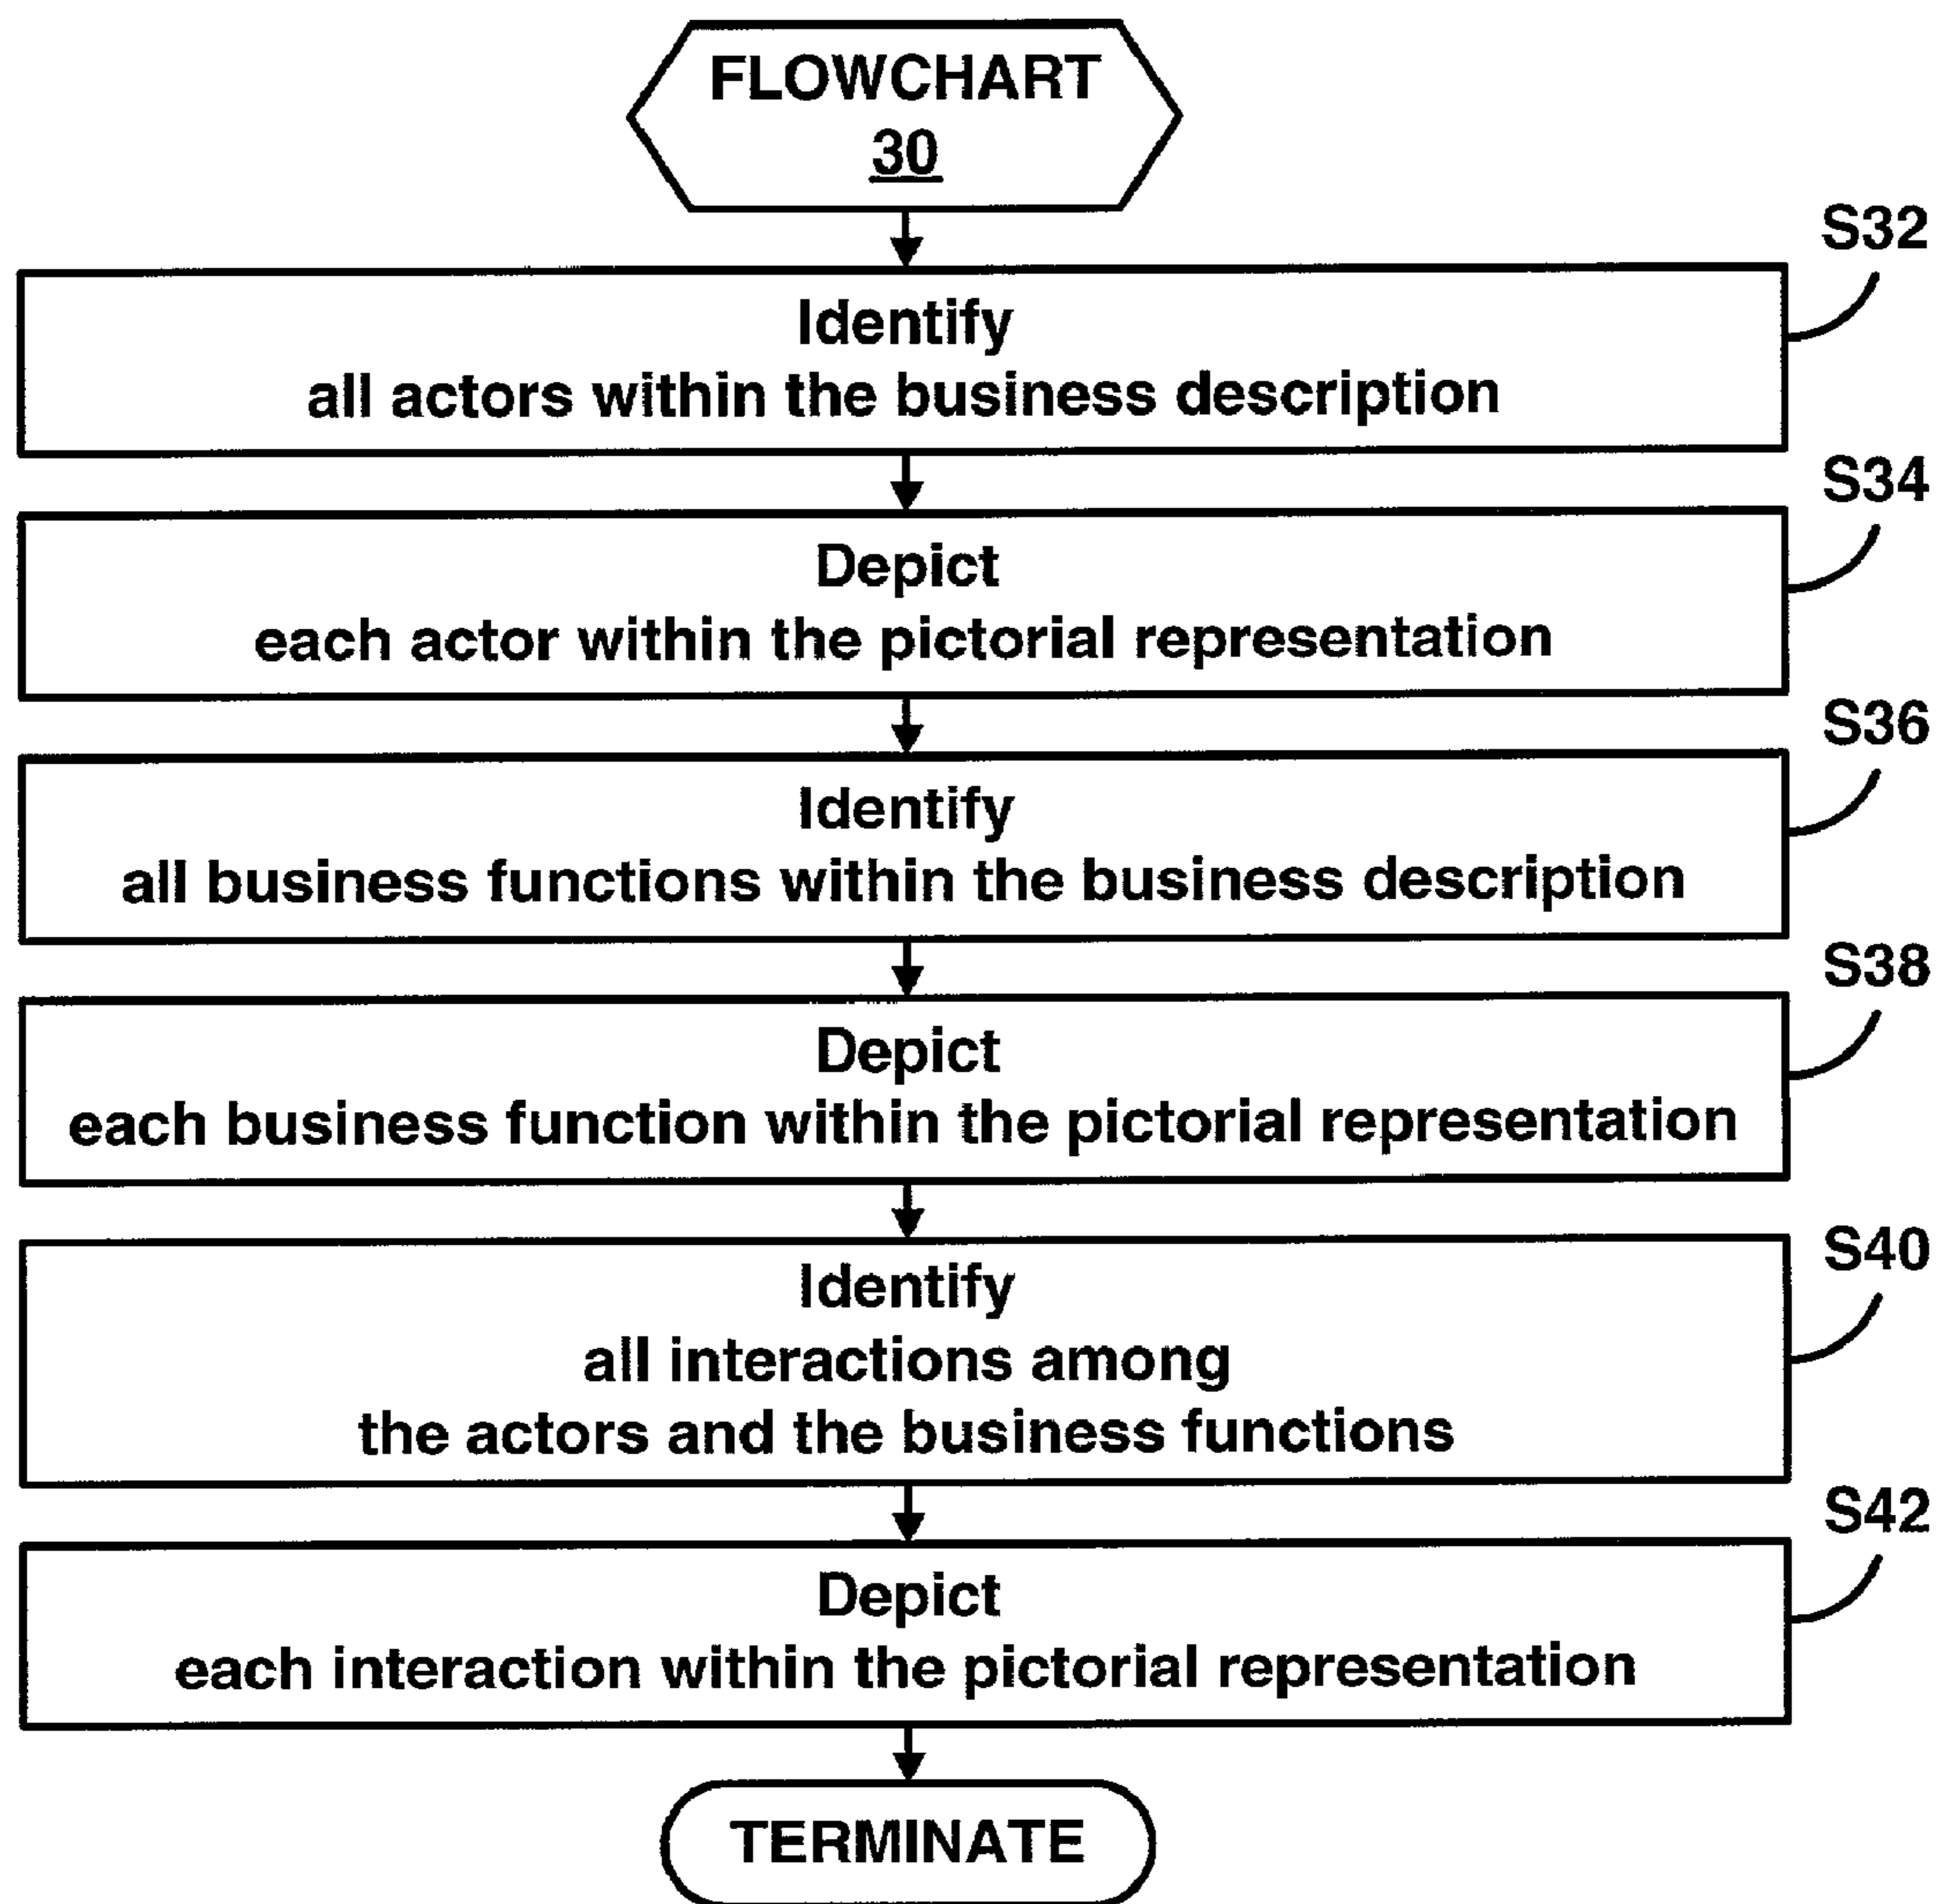 FLOWCHART
30
S32
Identify
all actors within the business description
S34
Depict
each actor within the pictorial representation
S36
Identify
all business functions within the business description
S38
Depict
each business function within the pictorial representation
S40
Identify
all interactions among
the actors and the business functions
S42
Depict
each interaction within the pictorial representation
TERMINATE